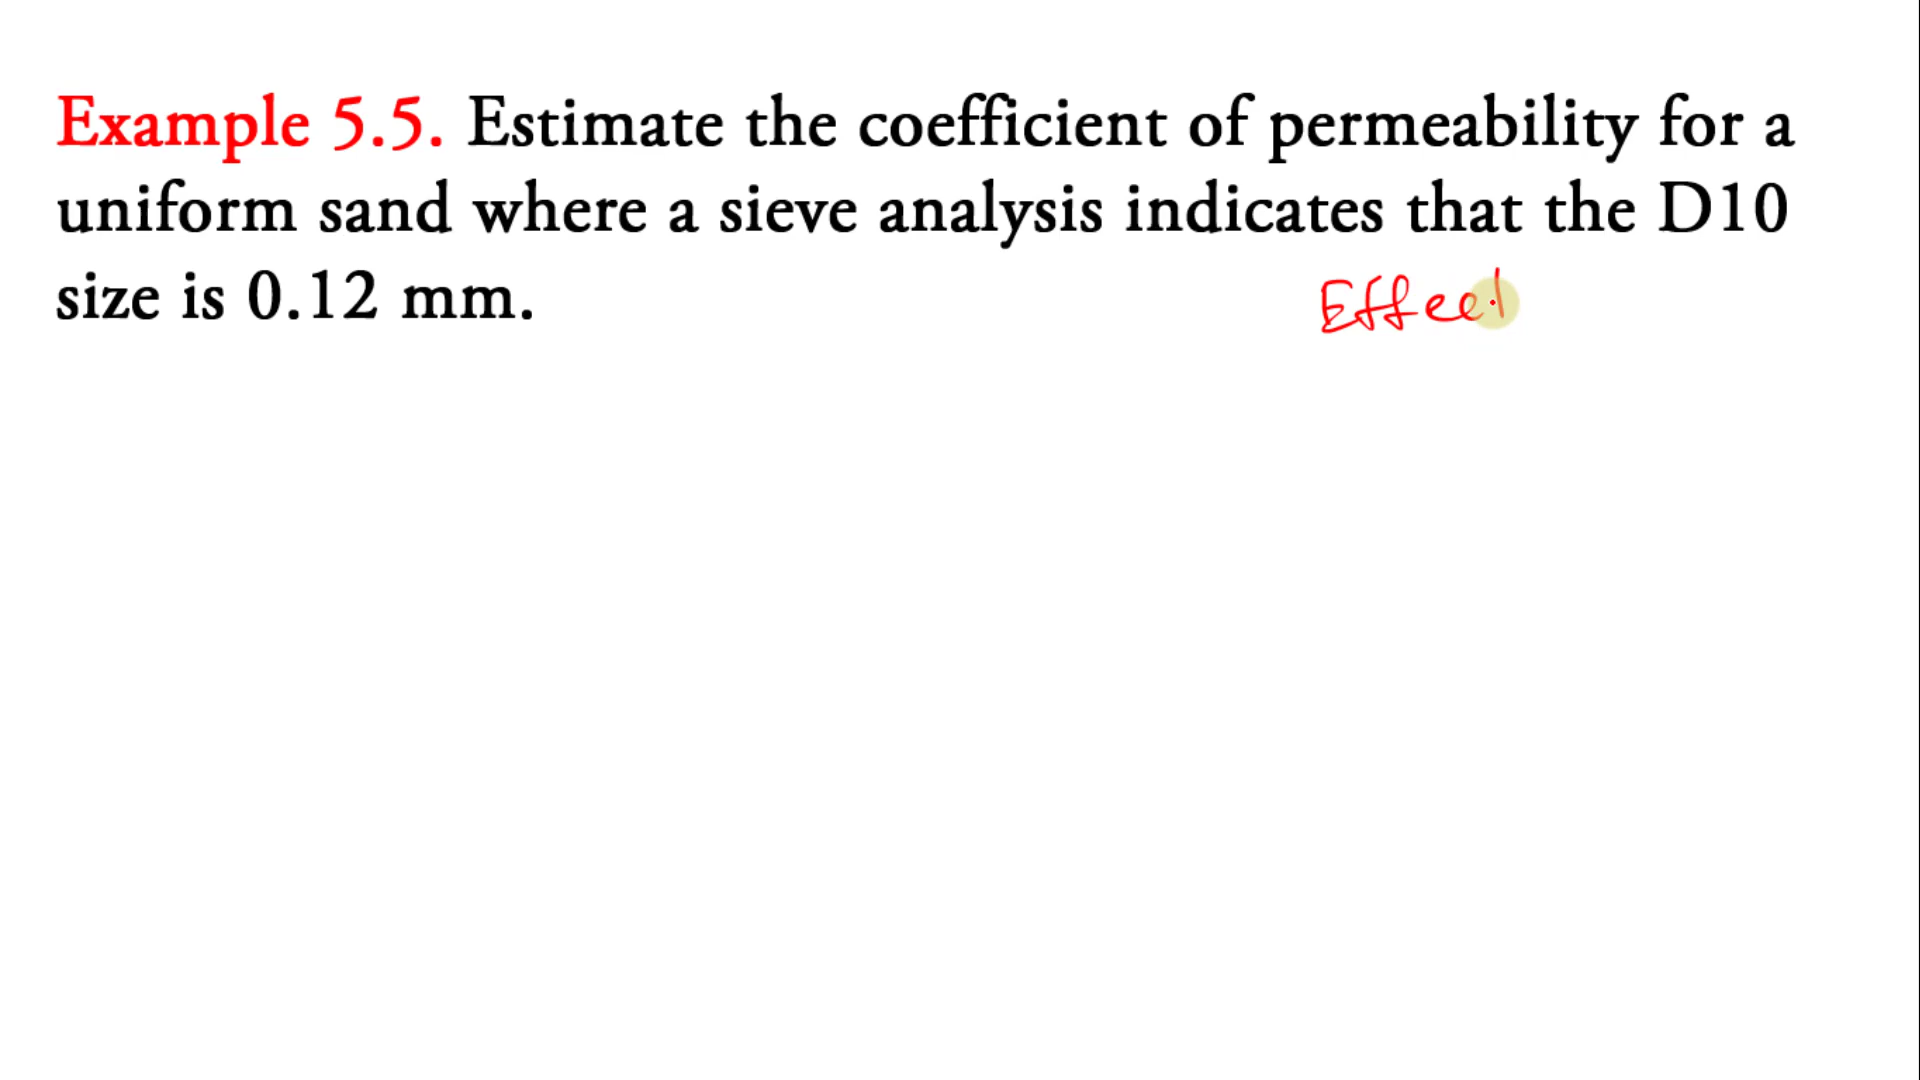 Example 5.5. Estimate the coefficient of permeability for a
uniform sand where a sieve analysis indicates that the D10
size is 0.12 mm.
Effect